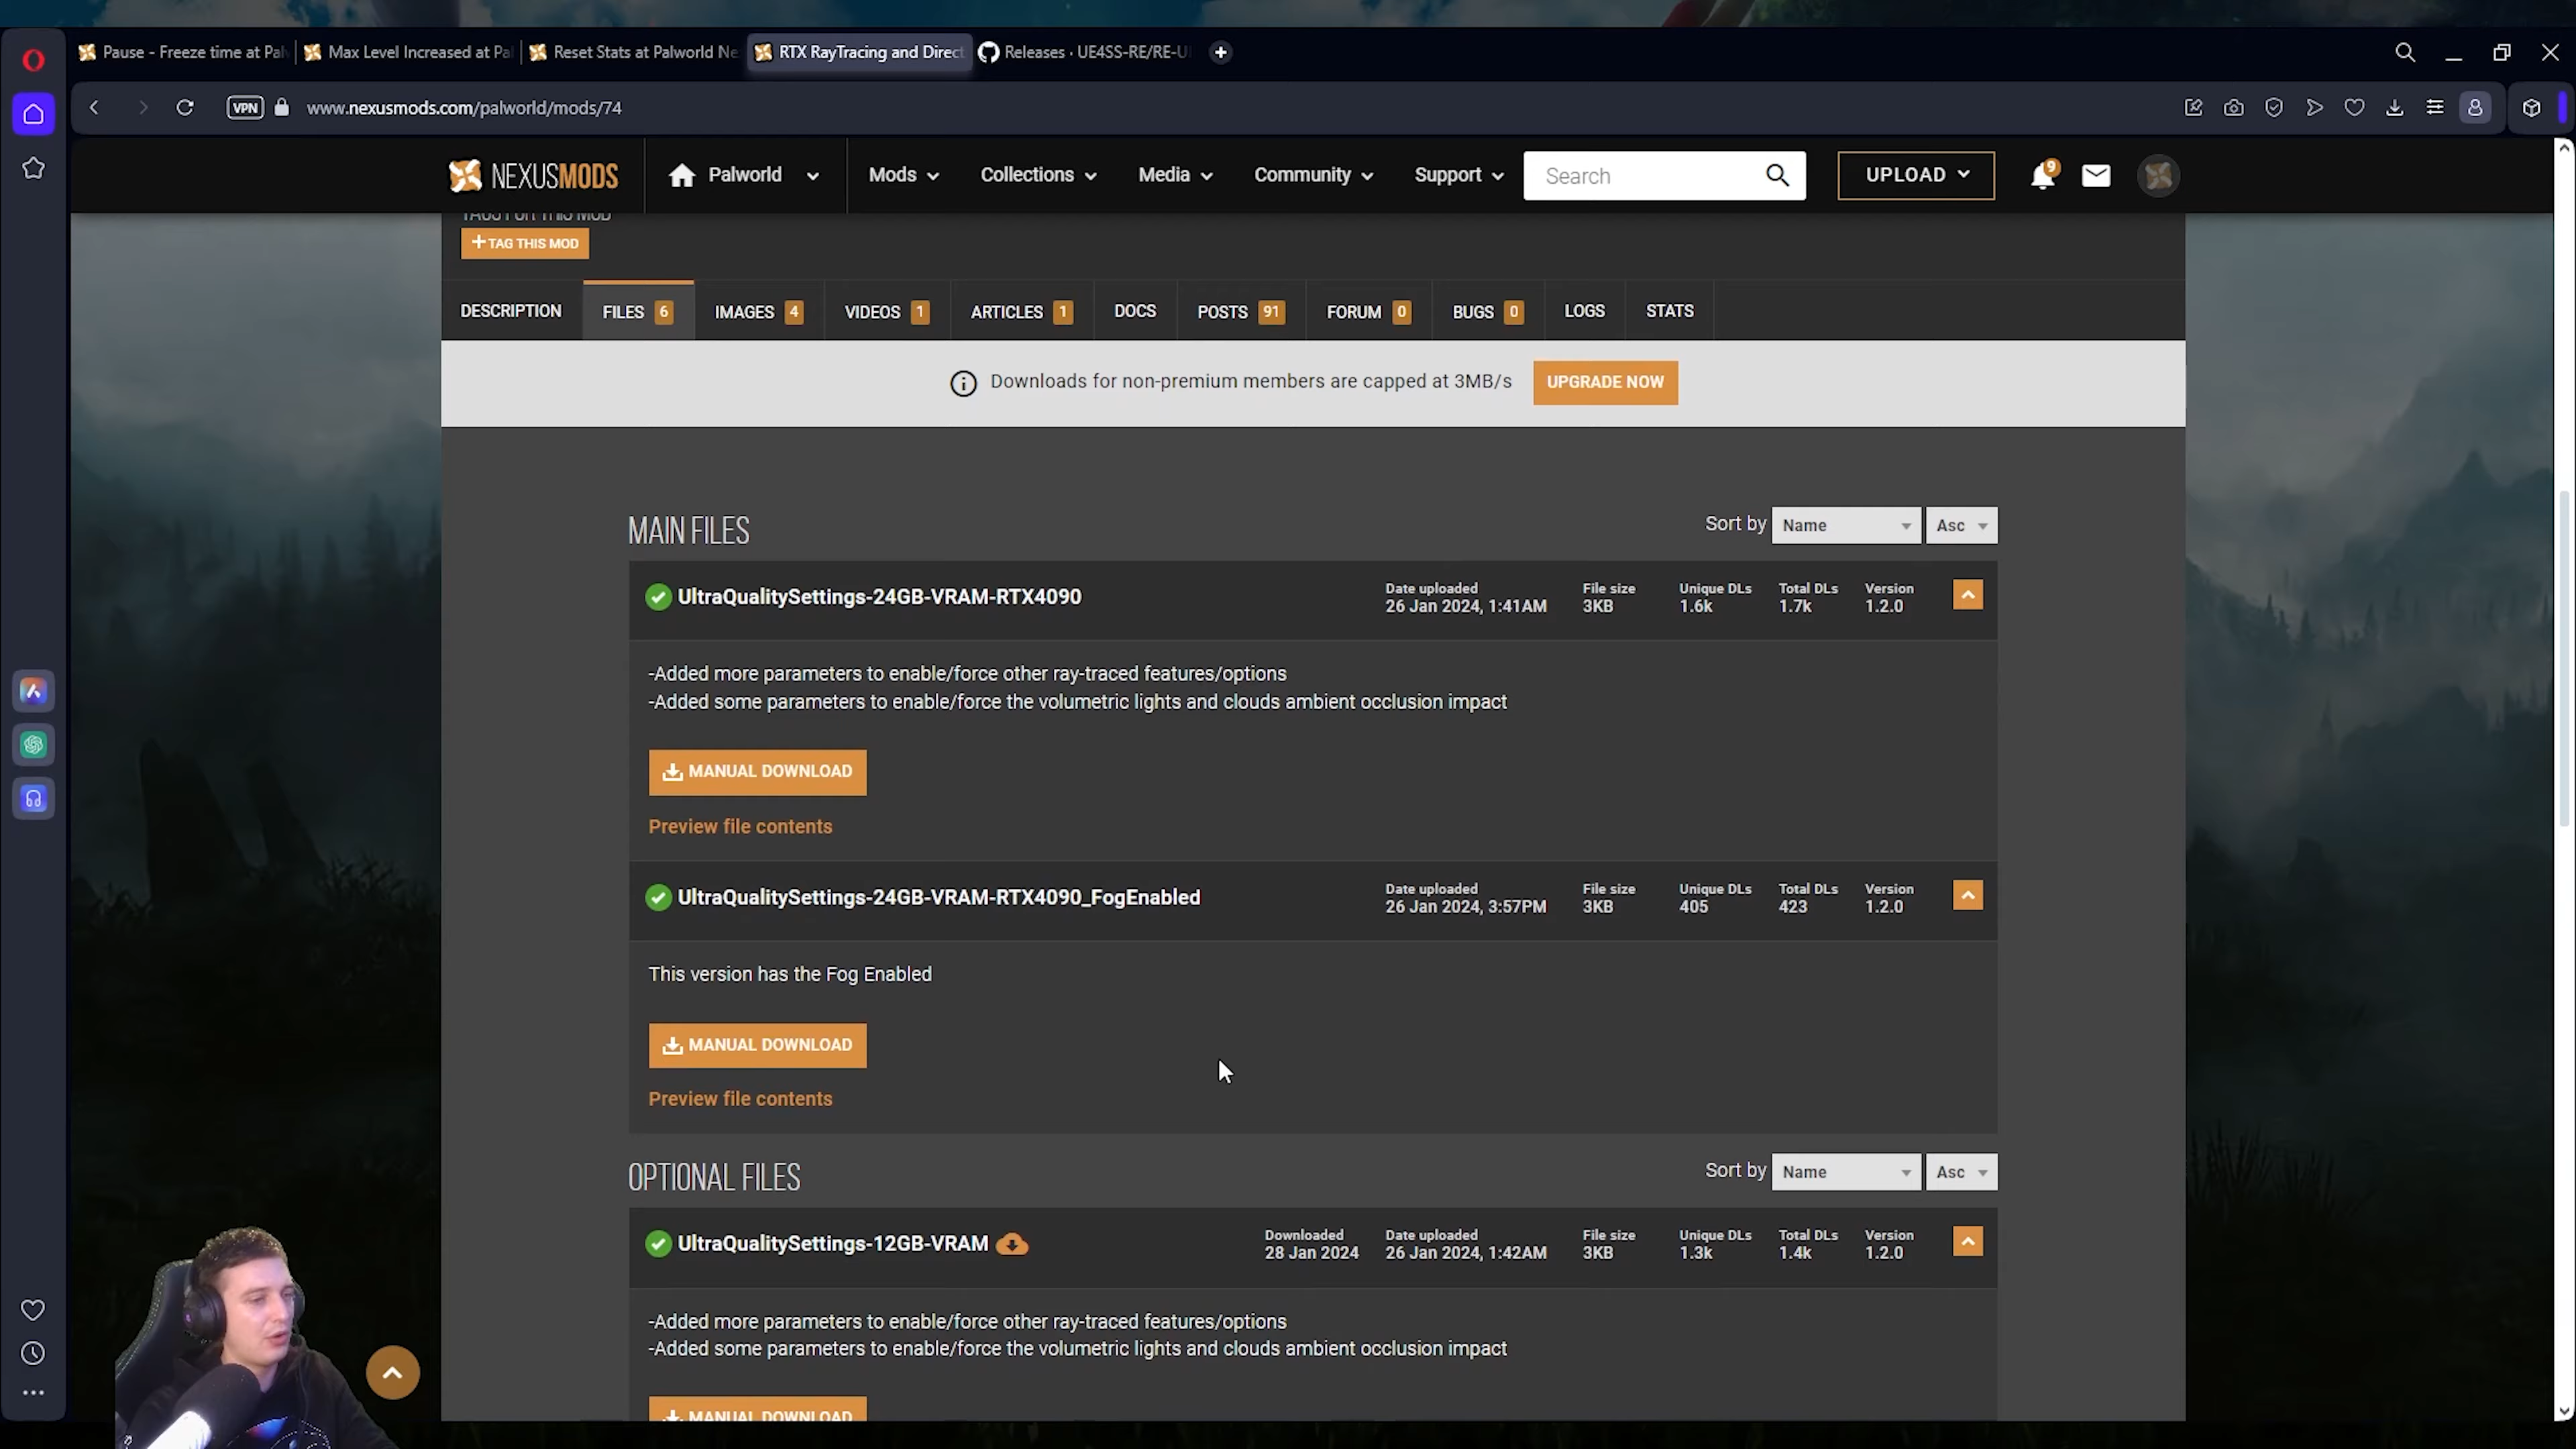 Pause - Freeze time at Pal
Max Level Increased at Pal
Reset Stats at Palworld Ne
RTX RayTracing and Direct
Releases · UE4SS-RE/RE-U
VPN
www.nexusmods.com/palworld/mods/74
NEXUSMODS
Palworld
Mods
Collections
Media
Community
Support
Search
UPLOAD
9
TAGS FOR THIS MOD
+TAG THIS MOD
DESCRIPTION
FILES 6
IMAGES 4
VIDEOS 1
ARTICLES 1
DOCS
POSTS 91
FORUM 0
BUGS 0
LOGS
STATS
Downloads for non-premium members are capped at 3MB/s
UPGRADE NOW
MAIN FILES
Sort by Name Asc
UltraQualitySettings-24GB-VRAM-RTX4090
Date uploaded
26 Jan 2024, 1:41AM
File size
3KB
Unique DLs
1.6k
Total DLs
1.7k
Version
1.2.0
-Added more parameters to enable/force other ray-traced features/options
-Added some parameters to enable/force the volumetric lights and clouds ambient occlusion impact
MANUAL DOWNLOAD
Preview file contents
UltraQualitySettings-24GB-VRAM-RTX4090_FogEnabled
Date uploaded
26 Jan 2024, 3:57PM
File size
3KB
Unique DLs
405
Total DLs
423
Version
1.2.0
This version has the Fog Enabled
MANUAL DOWNLOAD
Preview file contents
OPTIONAL FILES
Sort by Name Asc
UltraQualitySettings-12GB-VRAM
Downloaded
28 Jan 2024
Date uploaded
26 Jan 2024, 1:42AM
File size
3KB
Unique DLs
1.3k
Total DLs
1.4k
Version
1.2.0
-Added more parameters to enable/force other ray-traced features/options
-Added some parameters to enable/force the volumetric lights and clouds ambient occlusion impact
MANUAL DOWNLOAD